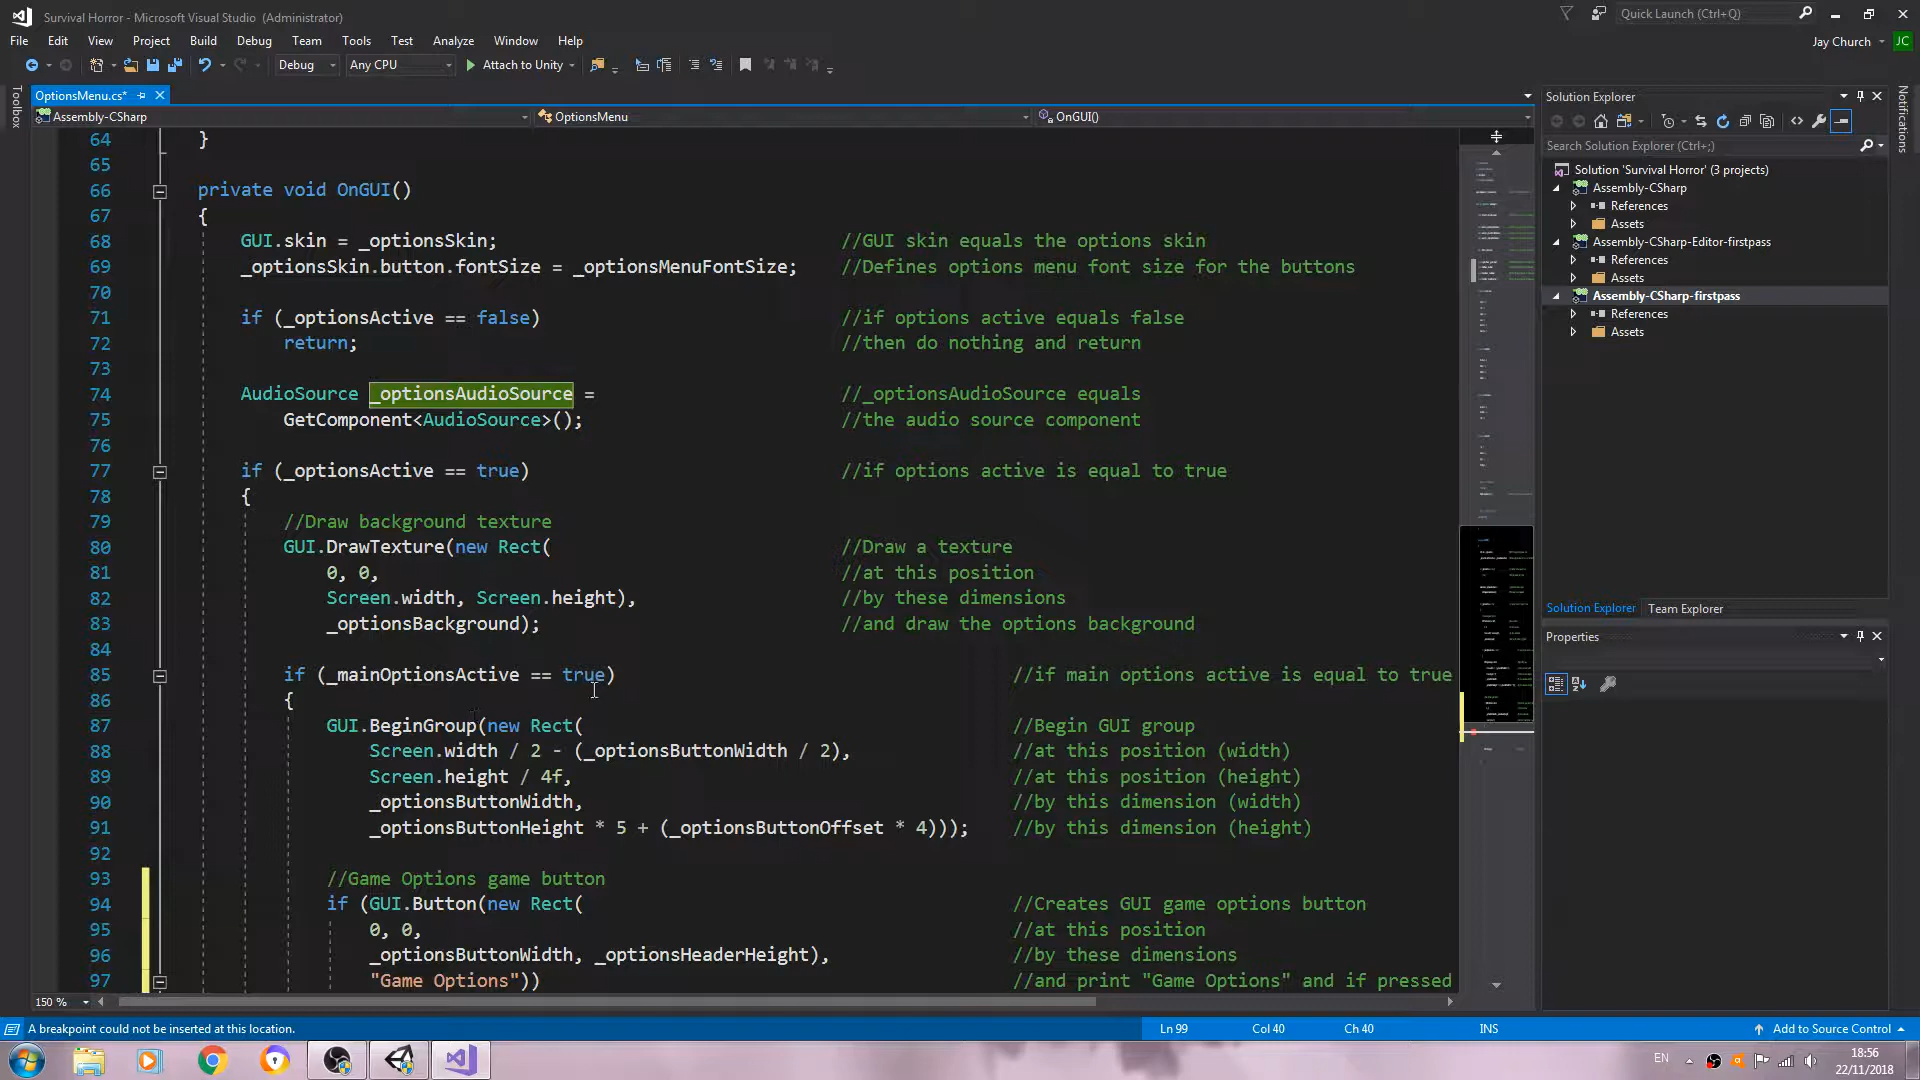 Survival Horror - Microsoft Visual Studio (Administrator)
Quick Launch (Ctrl+Q)
File Edit View Project Build Debug Team Tools Test Analyze Window Help
Jay Church JC
Debug Any CPU Attach to Unity
Toolbox
OptionsMenu.cs*
Assembly-CSharp OptionsMenu OnGUI()
64 }
65
66 private void OnGUI()
67 {
68 GUI.skin = _optionsSkin; //GUI skin equals the options skin
69 _optionsSkin.button.fontSize = _optionsMenuFontSize; //Defines options menu font size for the buttons
70
71 if (_optionsActive == false) //if options active equals false
72 return; //then do nothing and return
73
74 AudioSource _optionsAudioSource = //_optionsAudioSource equals
75 GetComponent<AudioSource>(); //the audio source component
76
77 if (_optionsActive == true) //if options active is equal to true
78 {
79 //Draw background texture
80 GUI.DrawTexture(new Rect( //Draw a texture
81 0, 0, //at this position
82 Screen.width, Screen.height), //by these dimensions
83 _optionsBackground); //and draw the options background
84
85 if (_mainOptionsActive == true) //if main options active is equal to true
86 {
87 GUI.BeginGroup(new Rect( //Begin GUI group
88 Screen.width / 2 - (_optionsButtonWidth / 2), //at this position (width)
89 Screen.height / 4f, //at this position (height)
90 _optionsButtonWidth, //by this dimension (width)
91 _optionsButtonHeight * 5 + (_optionsButtonOffset * 4))); //by this dimension (height)
92
93 //Game Options game button
94 if (GUI.Button(new Rect( //Creates GUI game options button
95 0, 0, //at this position
96 _optionsButtonWidth, _optionsHeaderHeight), //by these dimensions
97 "Game Options")) //and print "Game Options" and if pressed
150 %
Solution Explorer
Search Solution Explorer (Ctrl+;)
Solution 'Survival Horror' (3 projects)
Assembly-CSharp
References
Assets
Assembly-CSharp-Editor-firstpass
References
Assets
Assembly-CSharp-firstpass
References
Assets
Solution Explorer Team Explorer
Properties
Notifications
A breakpoint could not be inserted at this location.
Ln 99 Col 40 Ch 40 INS
Add to Source Control
EN
18:56
22/11/2018